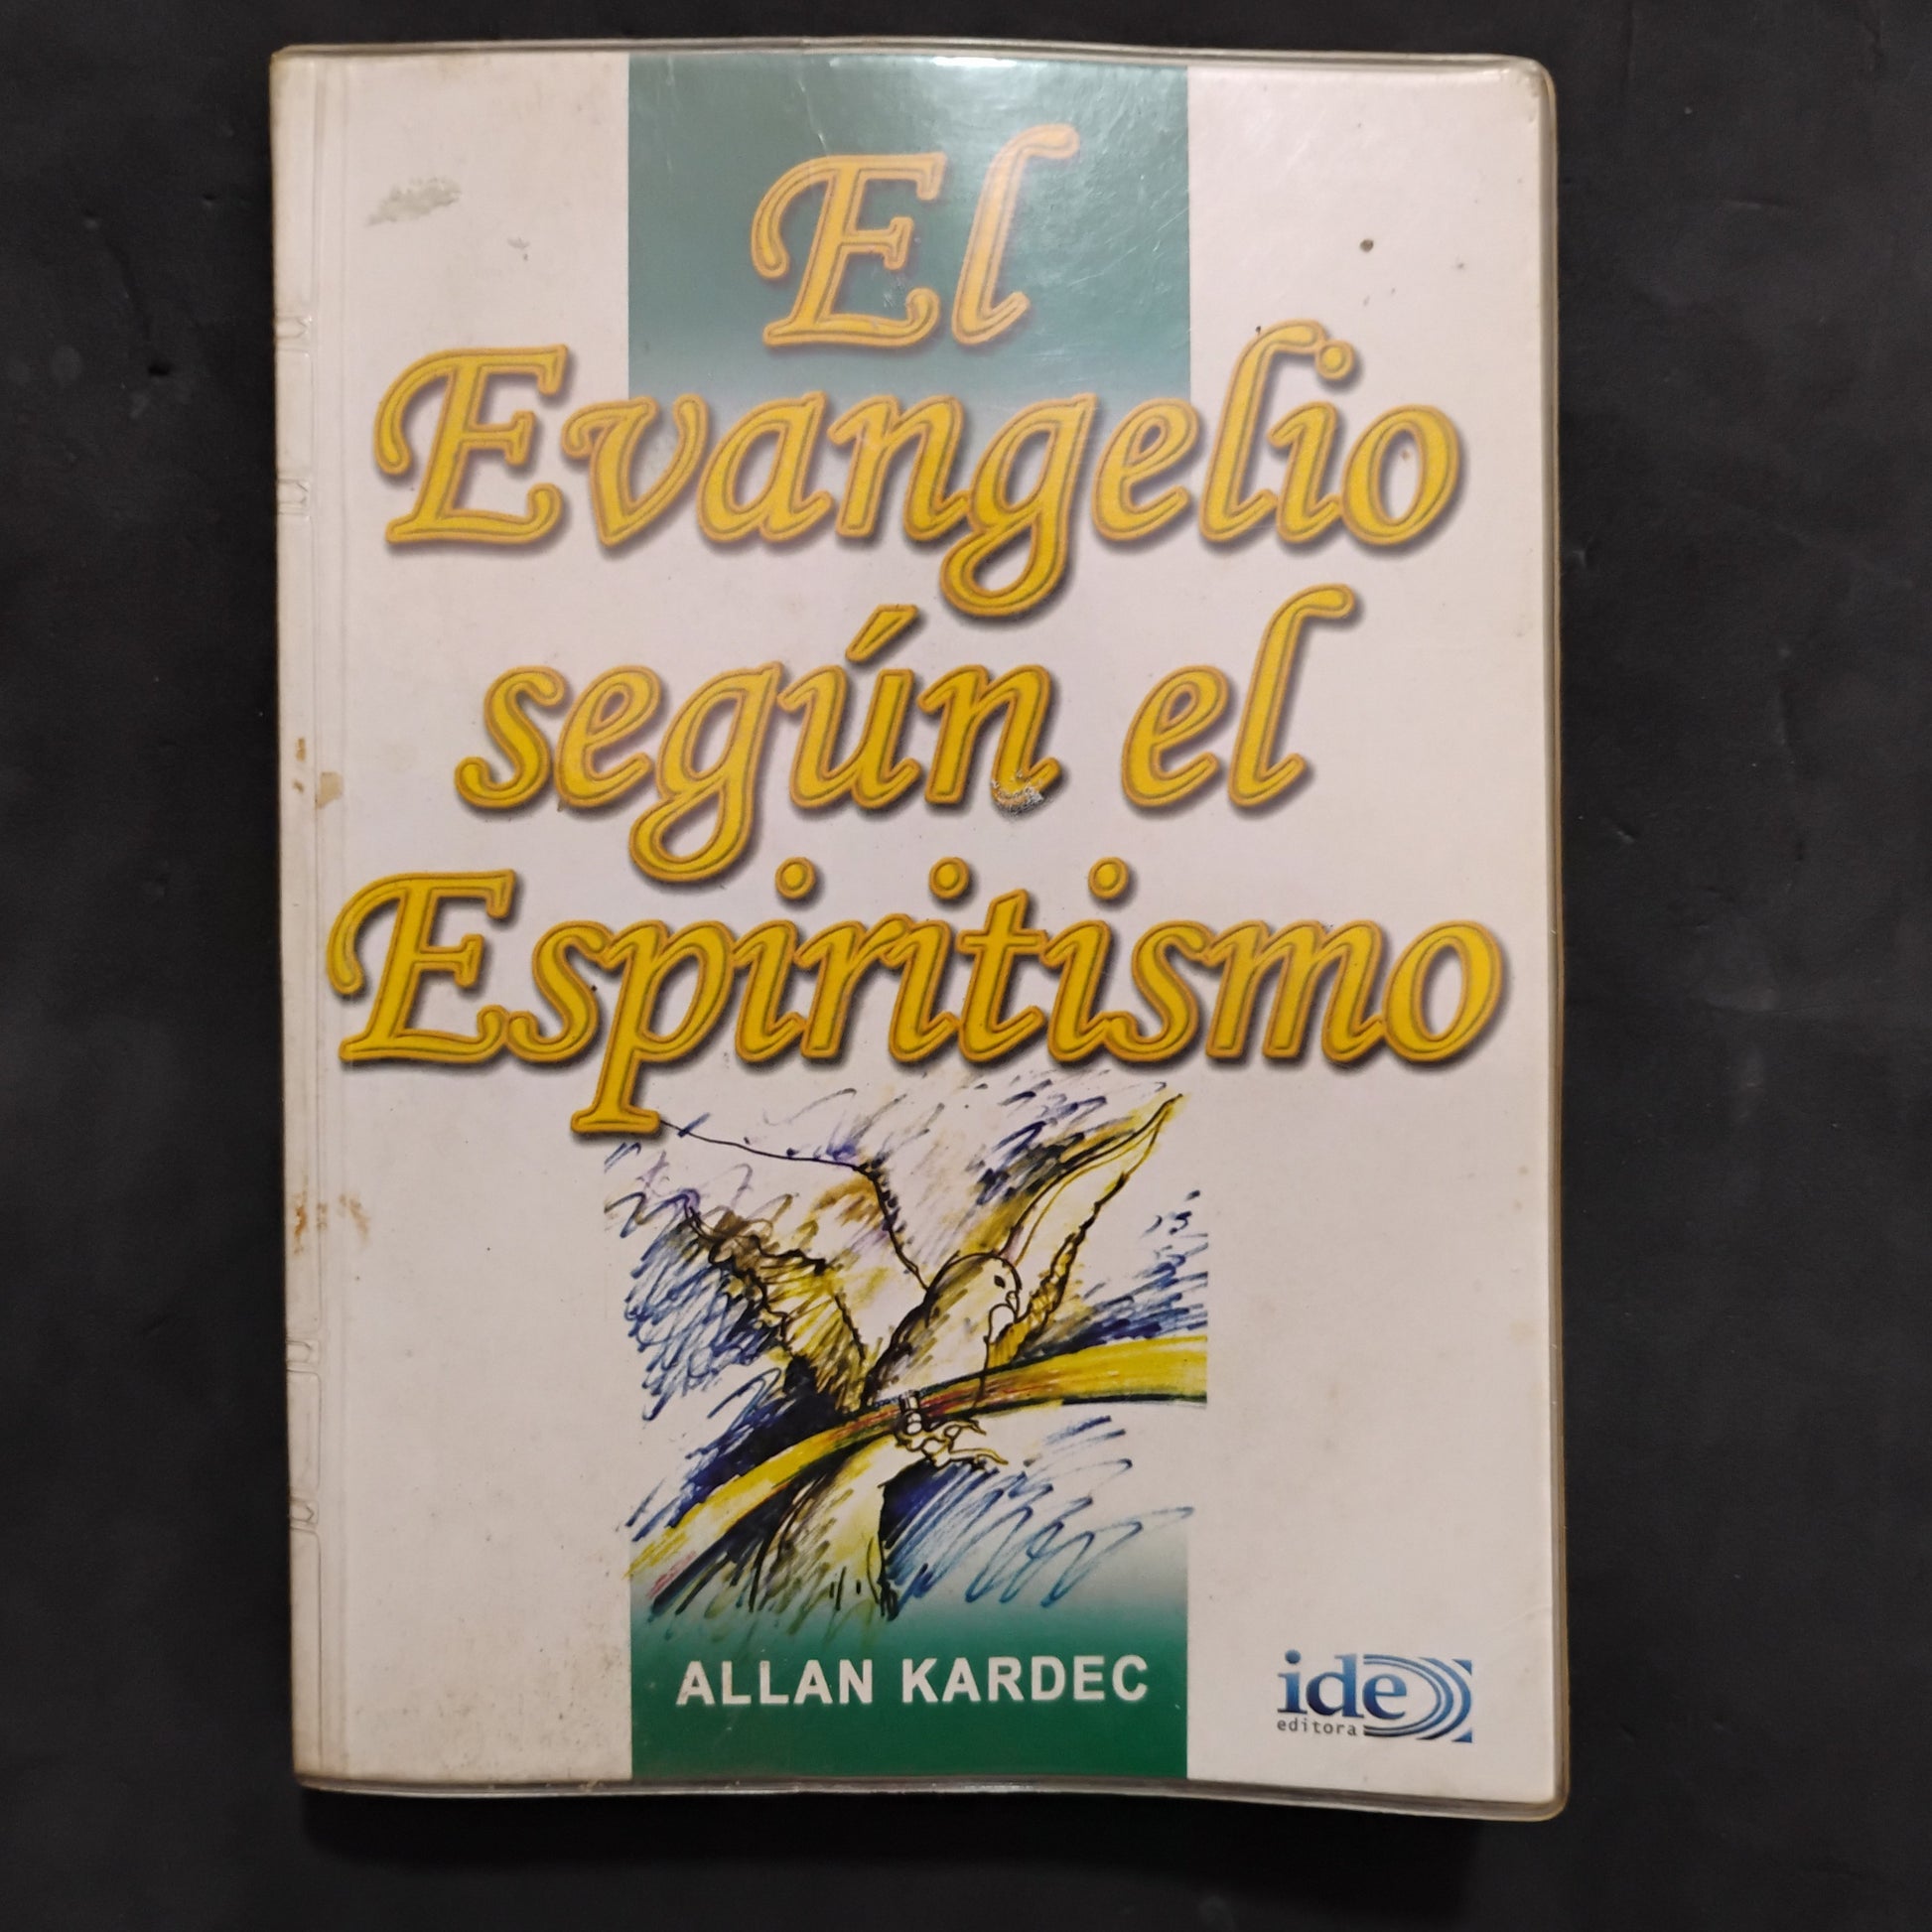 El
Evangelio
según el
Espiritismo
ALLAN KARDEC
ide
editora